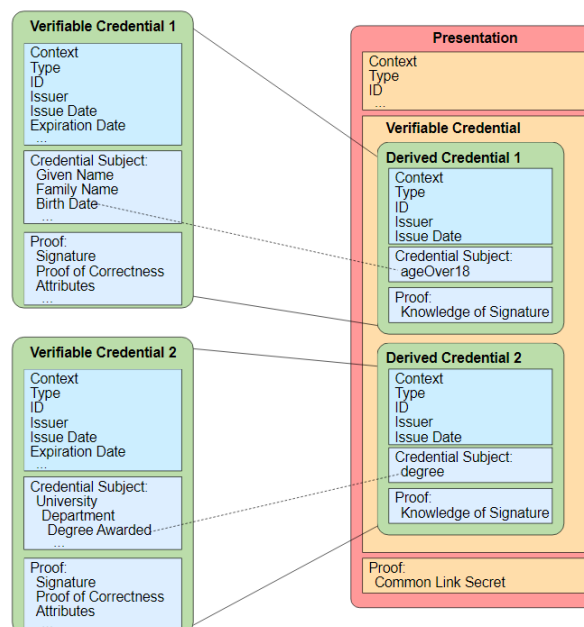 Verifiable Credential 1
Context
Type
ID
Issuer
Issue Date
Expiration Date
...
Credential Subject:
Given Name
Family Name
Birth Date
...
Proof:
Signature
Proof of Correctness
Attributes
...
Verifiable Credential 2
Context
Type
ID
Issuer
Issue Date
Expiration Date
...
Credential Subject:
University
Department
Degree Awarded
...
Proof:
Signature
Proof of Correctness
Attributes
...
Presentation
Context
Type
ID
...
Verifiable Credential
Derived Credential 1
Context
Type
ID
Issuer
Issue Date
Credential Subject:
ageOver18
Proof:
Knowledge of Signature
Derived Credential 2
Context
Type
ID
Issuer
Issue Date
Credential Subject:
degree
Proof:
Knowledge of Signature
Proof:
Common Link Secret